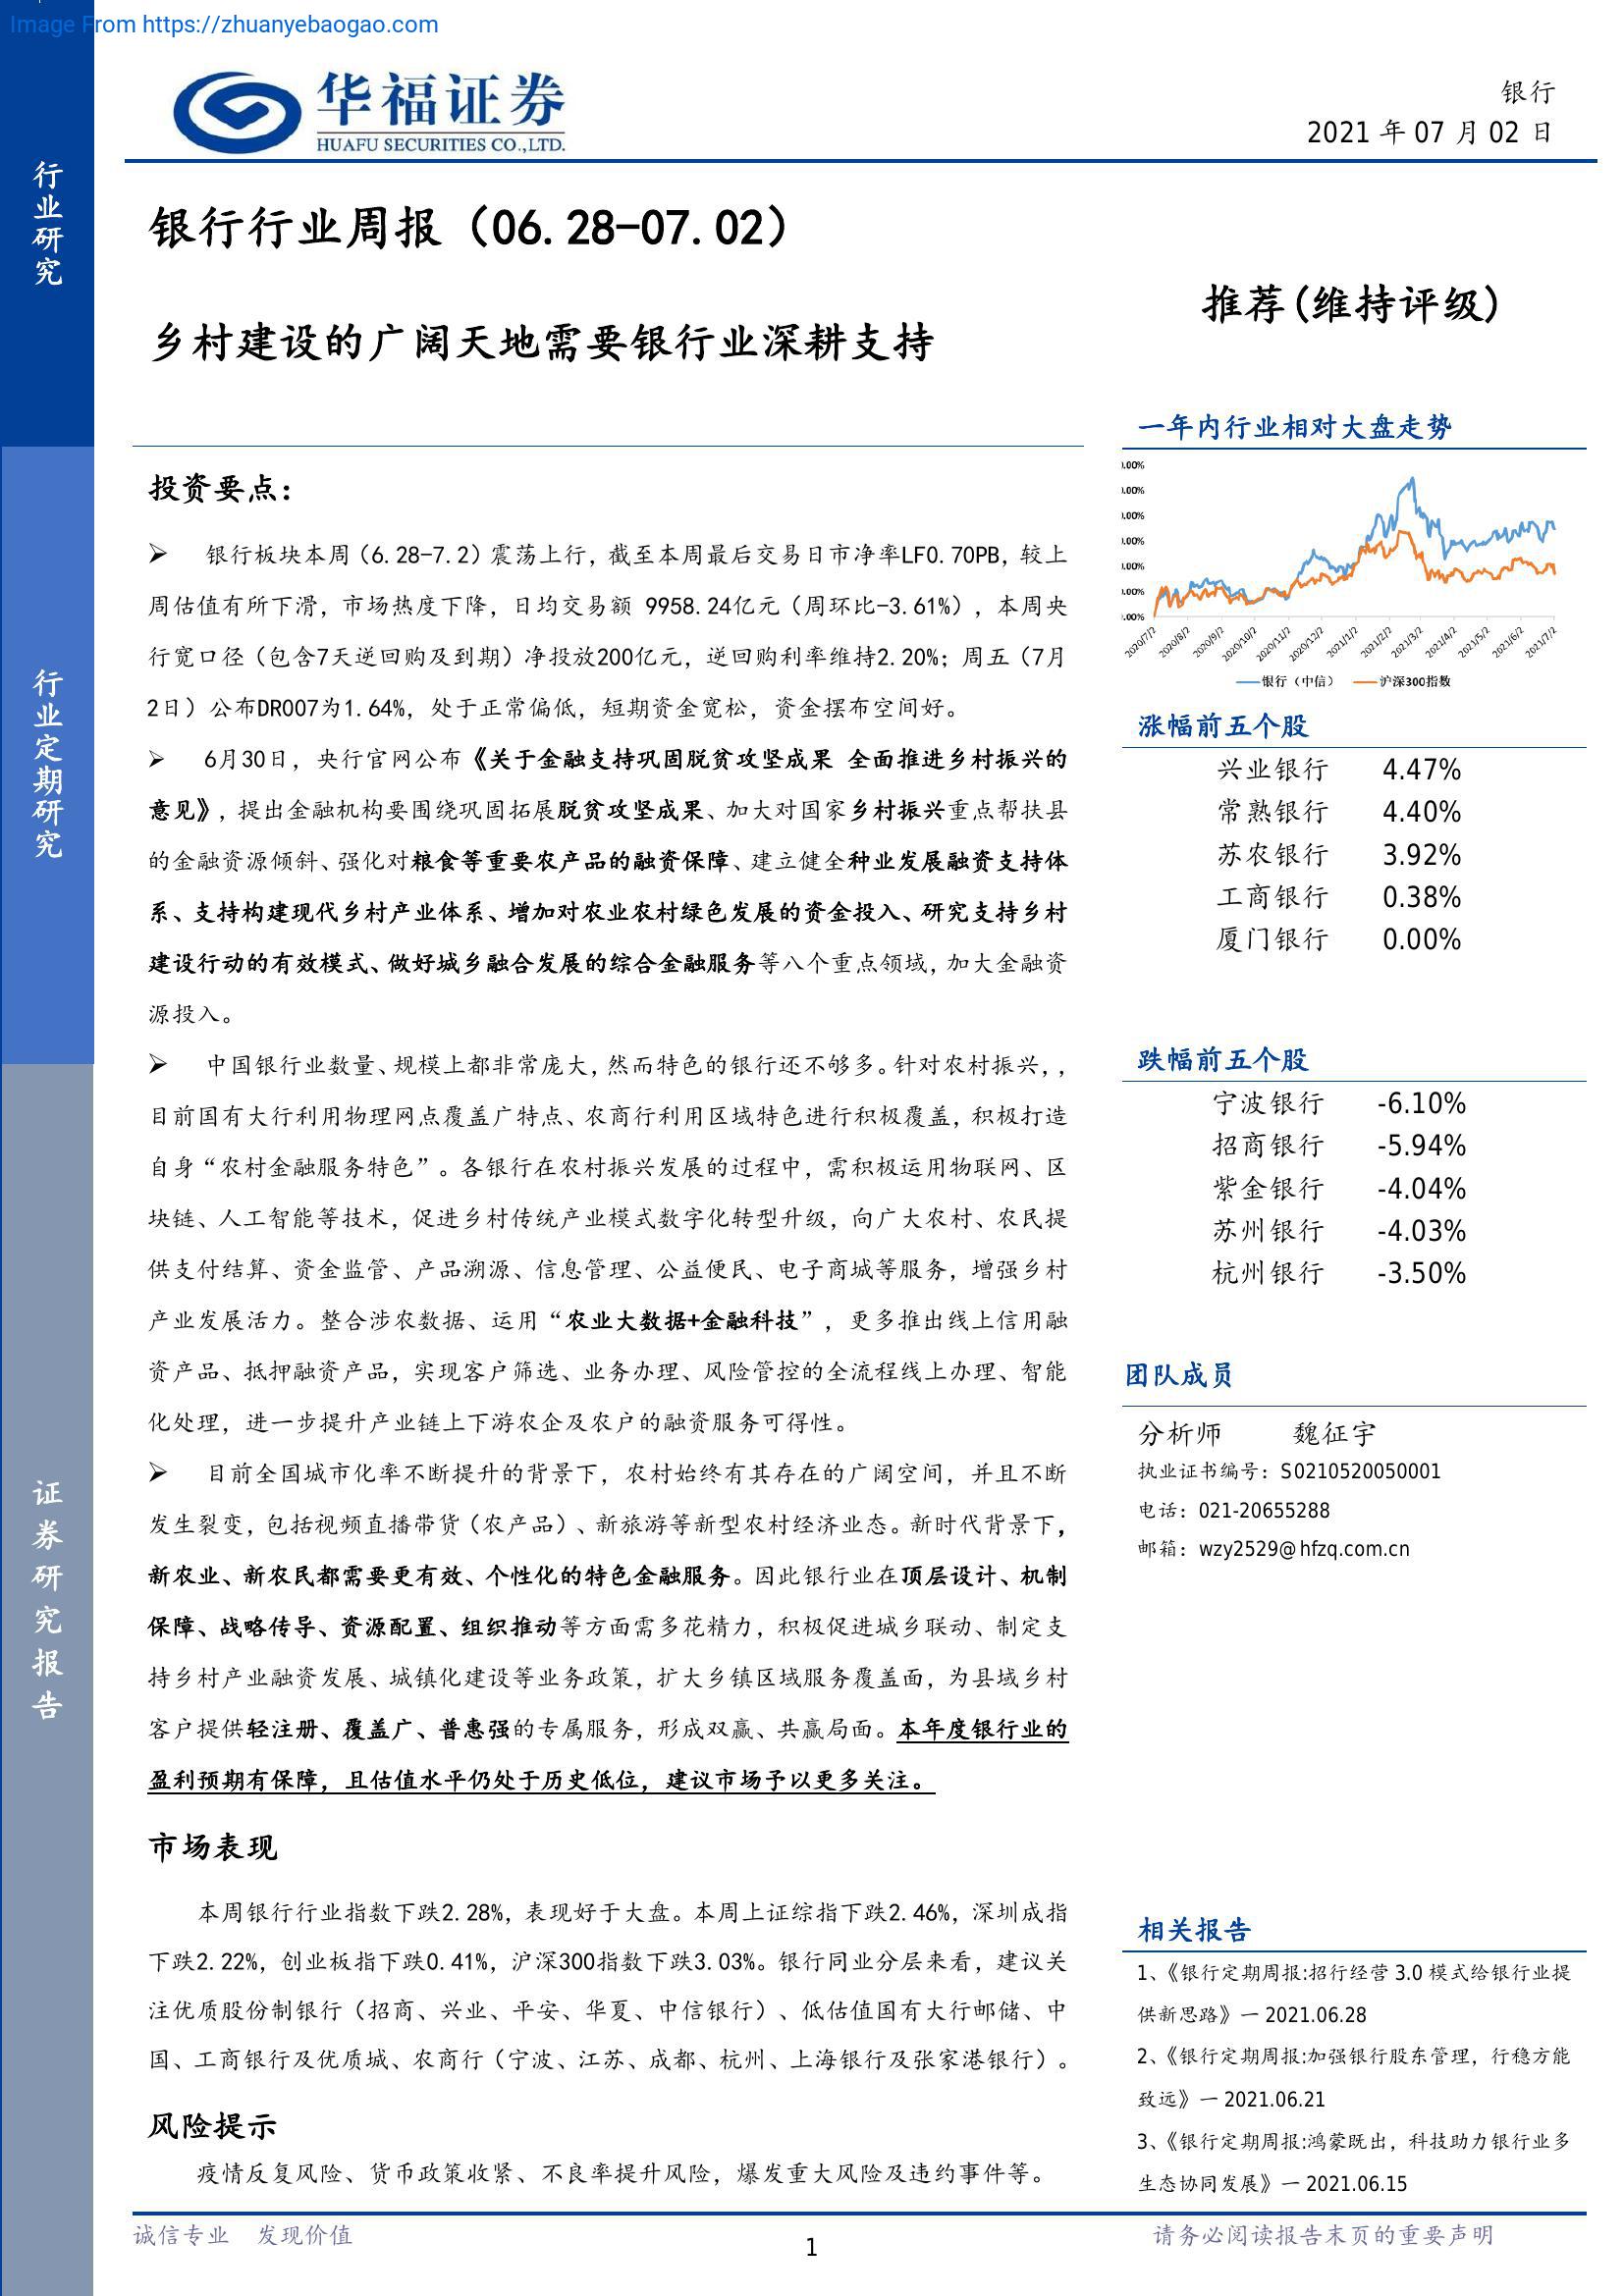 Image From https://zhuanyebaogao.com
行业研究
行业定期研究
证券研究报告
华福证券
HUAFU SECURITIES CO.,LTD.
银行
2021 年 07 月 02 日
银行行业周报（06.28-07.02）
乡村建设的广阔天地需要银行业深耕支持
推荐(维持评级)
投资要点：
➢ 银行板块本周（6.28-7.2）震荡上行，截至本周最后交易日市净率LF0.70PB，较上
周估值有所下滑，市场热度下降，日均交易额 9958.24亿元（周环比-3.61%），本周央
行宽口径（包含7天逆回购及到期）净投放200亿元，逆回购利率维持2.20%；周五（7月
2日）公布DR007为1.64%，处于正常偏低，短期资金宽松，资金摆布空间好。
➢ 6月30日，央行官网公布《关于金融支持巩固脱贫攻坚成果 全面推进乡村振兴的
意见》，提出金融机构要围绕巩固拓展脱贫攻坚成果、加大对国家乡村振兴重点帮扶县
的金融资源倾斜、强化对粮食等重要农产品的融资保障、建立健全种业发展融资支持体
系、支持构建现代乡村产业体系、增加对农业农村绿色发展的资金投入、研究支持乡村
建设行动的有效模式、做好城乡融合发展的综合金融服务等八个重点领域，加大金融资
源投入。
➢ 中国银行业数量、规模上都非常庞大，然而特色的银行还不够多。针对农村振兴，，
目前国有大行利用物理网点覆盖广特点、农商行利用区域特色进行积极覆盖，积极打造
自身“农村金融服务特色”。各银行在农村振兴发展的过程中，需积极运用物联网、区
块链、人工智能等技术，促进乡村传统产业模式数字化转型升级，向广大农村、农民提
供支付结算、资金监管、产品溯源、信息管理、公益便民、电子商城等服务，增强乡村
产业发展活力。整合涉农数据、运用“农业大数据+金融科技”，更多推出线上信用融
资产品、抵押融资产品，实现客户筛选、业务办理、风险管控的全流程线上办理、智能
化处理，进一步提升产业链上下游农企及农户的融资服务可得性。
➢ 目前全国城市化率不断提升的背景下，农村始终有其存在的广阔空间，并且不断
发生裂变，包括视频直播带货（农产品）、新旅游等新型农村经济业态。新时代背景下，
新农业、新农民都需要更有效、个性化的特色金融服务。因此银行业在顶层设计、机制
保障、战略传导、资源配置、组织推动等方面需多花精力，积极促进城乡联动、制定支
持乡村产业融资发展、城镇化建设等业务政策，扩大乡镇区域服务覆盖面，为县域乡村
客户提供轻注册、覆盖广、普惠强的专属服务，形成双赢、共赢局面。本年度银行业的
盈利预期有保障，且估值水平仍处于历史低位，建议市场予以更多关注。
市场表现
本周银行行业指数下跌2.28%，表现好于大盘。本周上证综指下跌2.46%，深圳成指
下跌2.22%，创业板指下跌0.41%，沪深300指数下跌3.03%。银行同业分层来看，建议关
注优质股份制银行（招商、兴业、平安、华夏、中信银行）、低估值国有大行邮储、中
国、工商银行及优质城、农商行（宁波、江苏、成都、杭州、上海银行及张家港银行）。
风险提示
疫情反复风险、货币政策收紧、不良率提升风险，爆发重大风险及违约事件等。
一年内行业相对大盘走势
0.00%
0.00%
0.00%
0.00%
0.00%
0.00%
0.00%
2020/7/2
2020/8/2
2020/9/2
2020/10/2
2020/11/2
2020/12/2
2021/1/2
2021/2/2
2021/3/2
2021/4/2
2021/5/2
2021/6/2
2021/7/2
银行（中信） 沪深300指数
涨幅前五个股
兴业银行 4.47%
常熟银行 4.40%
苏农银行 3.92%
工商银行 0.38%
厦门银行 0.00%
跌幅前五个股
宁波银行 -6.10%
招商银行 -5.94%
紫金银行 -4.04%
苏州银行 -4.03%
杭州银行 -3.50%
团队成员
分析师 魏征宇
执业证书编号：S0210520050001
电话：021-20655288
邮箱：wzy2529@hfzq.com.cn
相关报告
1、《银行定期周报:招行经营 3.0 模式给银行业提
供新思路》一 2021.06.28
2、《银行定期周报:加强银行股东管理，行稳方能
致远》一 2021.06.21
3、《银行定期周报:鸿蒙既出，科技助力银行业多
生态协同发展》一 2021.06.15
诚信专业 发现价值
1
请务必阅读报告末页的重要声明